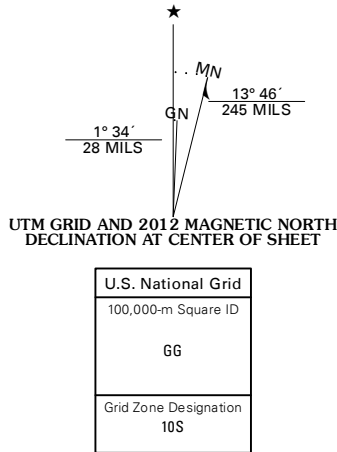 ★
MN
13° 46´
245 MILS
GN
1° 34´
28 MILS
UTM GRID AND 2012 MAGNETIC NORTH
DECLINATION AT CENTER OF SHEET
U.S. National Grid
100,000-m Square ID
GG
Grid Zone Designation
10S